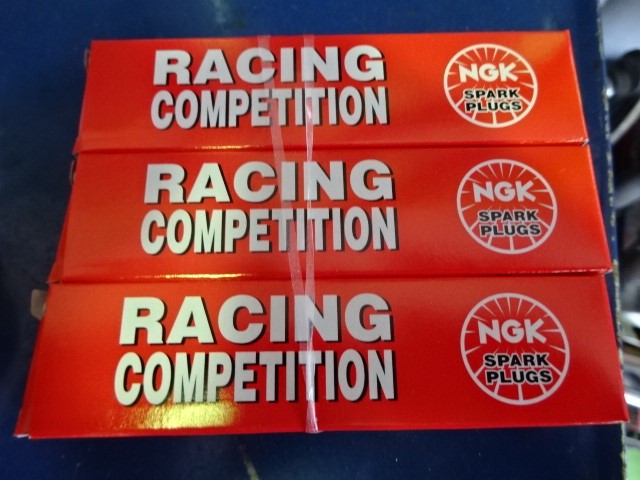 RACING
COMPETITION
NGK
SPARK
PLUGS
RACING
COMPETITION
NGK
SPARK
PLUGS
RACING
COMPETITION
NGK
SPARK
PLUGS